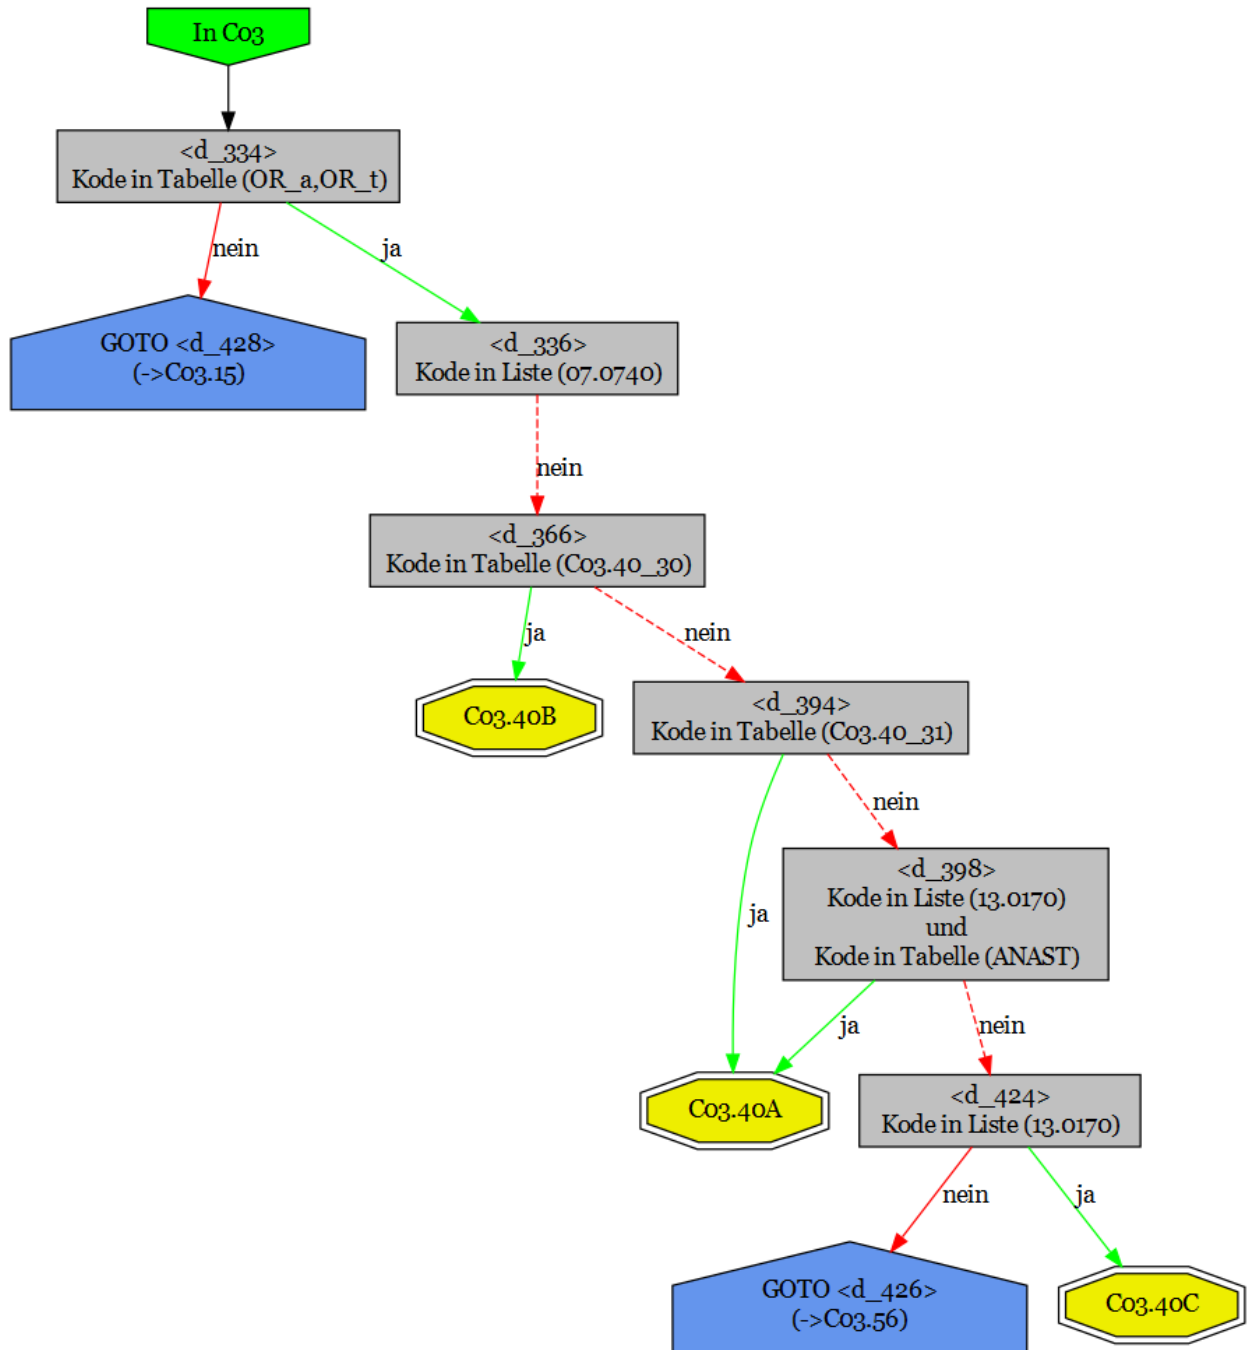 In C03
<d_334>
Kode in Tabelle (OR_a,OR_t)
nein
ja
GOTO <d_428>
(->C03.15)
<d_336>
Kode in Liste (07.0740)
nein
<d_366>
Kode in Tabelle (C03.40_30)
ja
nein
C03.40B
<d_394>
Kode in Tabelle (C03.40_31)
nein
ja
<d_398>
Kode in Liste (13.0170)
und
Kode in Tabelle (ANAST)
ja
nein
C03.40A
<d_424>
Kode in Liste (13.0170)
nein
ja
GOTO <d_426>
(->C03.56)
C03.40C